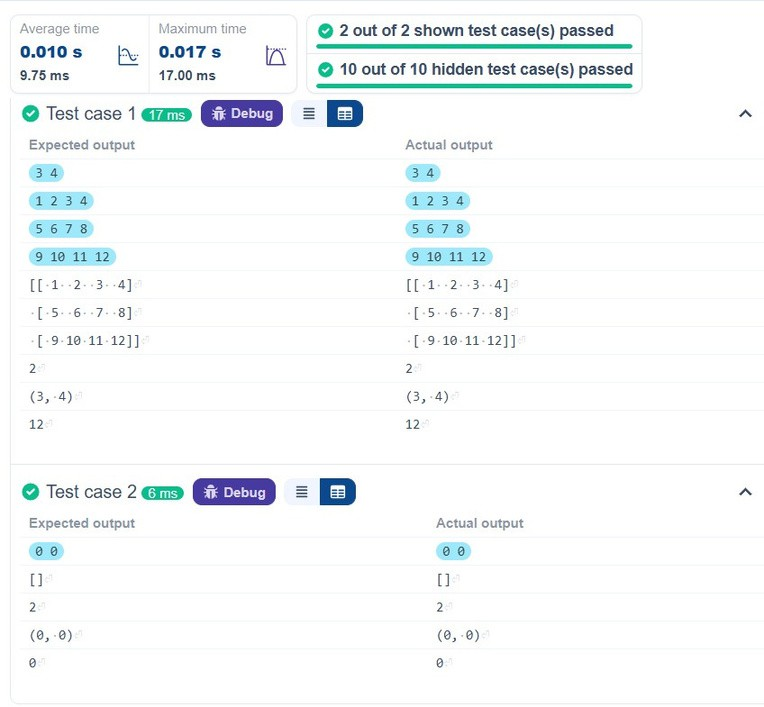 Average time
Maximum time
0.010 s
0.017 s
9.75 ms
17.00 ms
2 out of 2 shown test case(s) passed
10 out of 10 hidden test case(s) passed
Test case 1 17 ms Debug
Expected output Actual output
3 4 3 4
1 2 3 4 1 2 3 4
5 6 7 8 5 6 7 8
9 10 11 12 9 10 11 12
[[·1··2··3··4] [[·1··2··3··4]
·[·5··6··7··8] ·[·5··6··7··8]
·[·9·10·11·12]] ·[·9·10·11·12]]
2 2
(3,·4) (3,·4)
12 12
Test case 2 6 ms Debug
Expected output Actual output
0 0 0 0
[] []
2 2
(0,·0) (0,·0)
0 0